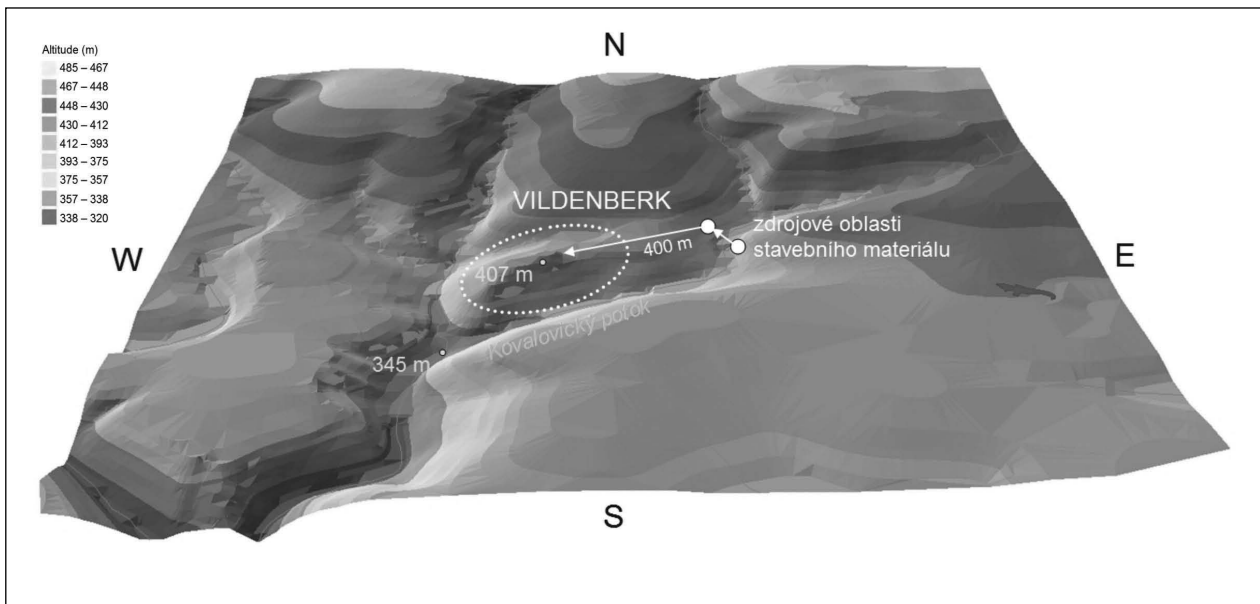 N
Altitude (m)
485 – 467
467 – 448
448 – 430
430 – 412
412 – 393
393 – 375
375 – 357
357 – 338
338 – 320
VILDENBERK
zdrojové oblasti
stavebního materiálu
400 m
W
E
407 m
Kovalovický potok
345 m
S